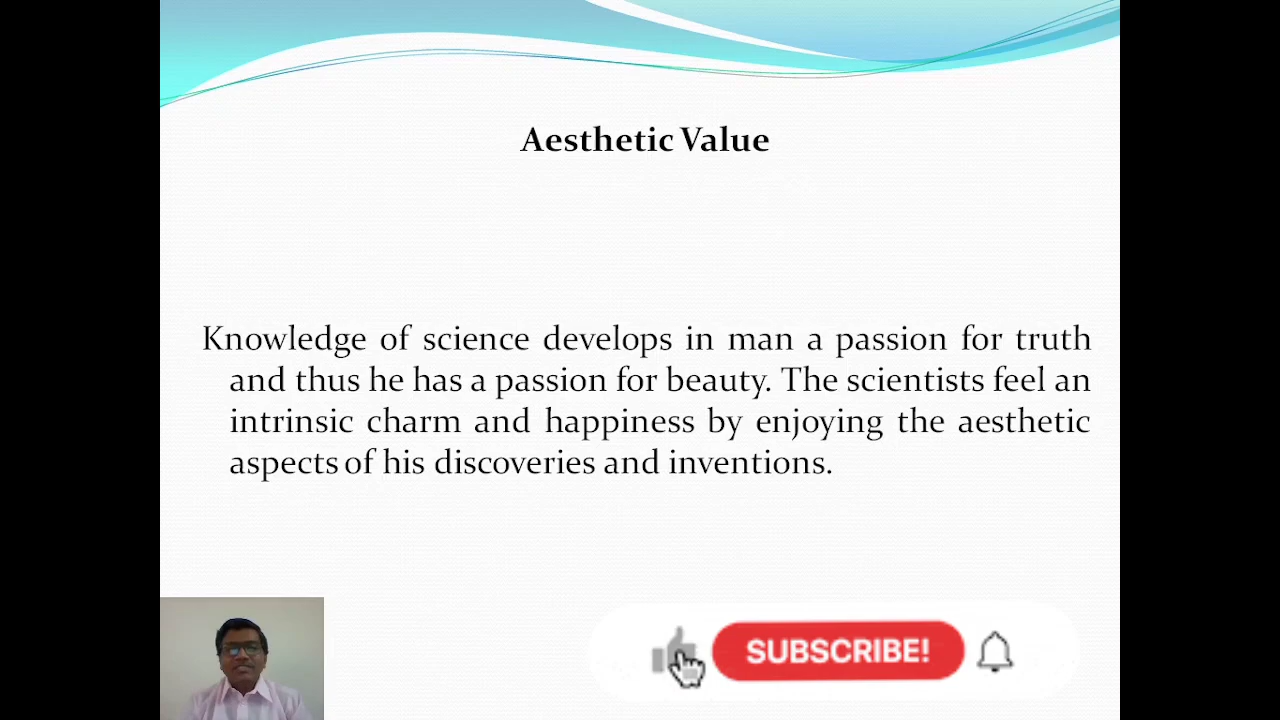 Aesthetic Value
Knowledge of science develops in man a passion for truth
and thus he has a passion for beauty. The scientists feel an
intrinsic charm and happiness by enjoying the aesthetic
aspects of his discoveries and inventions.
SUBSCRIBE!